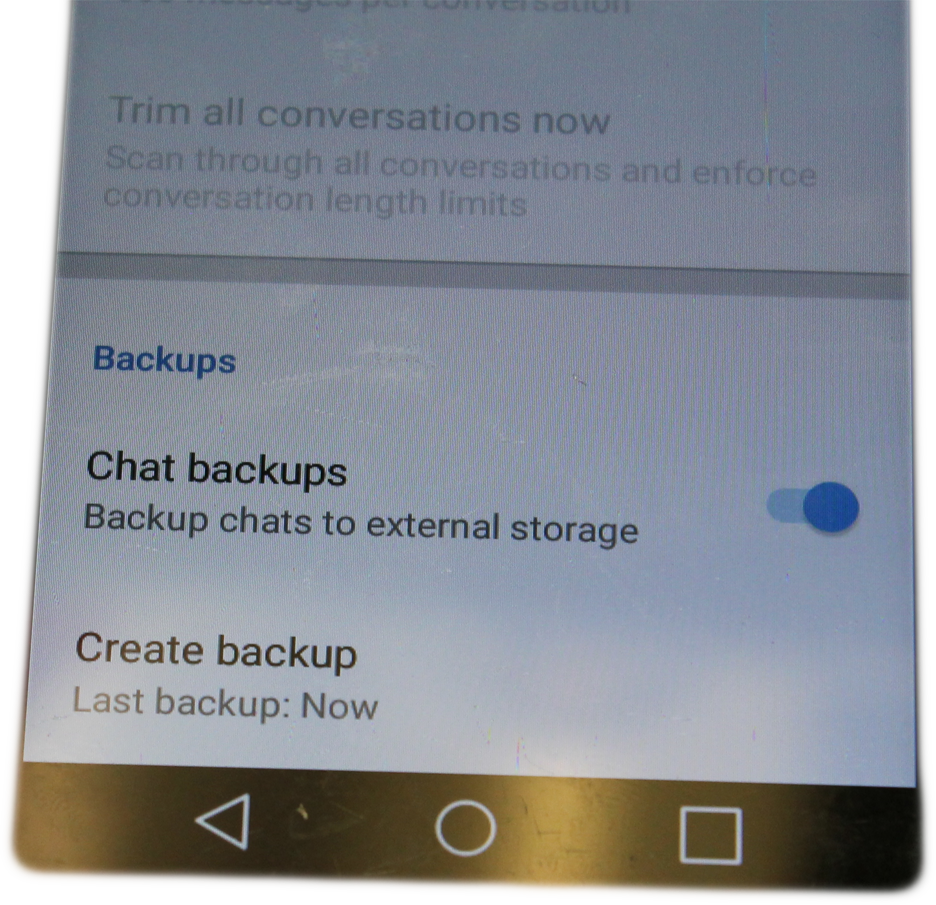 messages per conversation
Trim all conversations now
Scan through all conversations and enforce
conversation length limits
Backups
Chat backups
Backup chats to external storage
Create backup
Last backup: Now